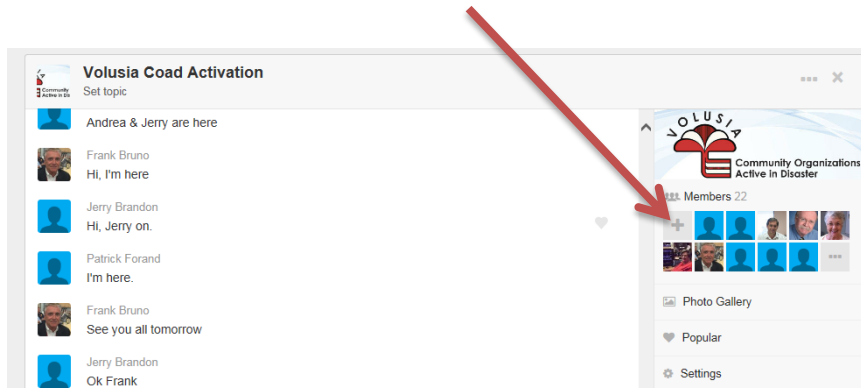 Volusia Coad Activation
Set topic
Andrea & Jerry are here
Frank Bruno
Hi, I'm here
Jerry Brandon
Hi, Jerry on.
Patrick Forand
I'm here.
Frank Bruno
See you all tomorrow
Jerry Brandon
Ok Frank
VOLUSIA
Community Organizations
Active in Disaster
Members 22
Photo Gallery
Popular
Settings